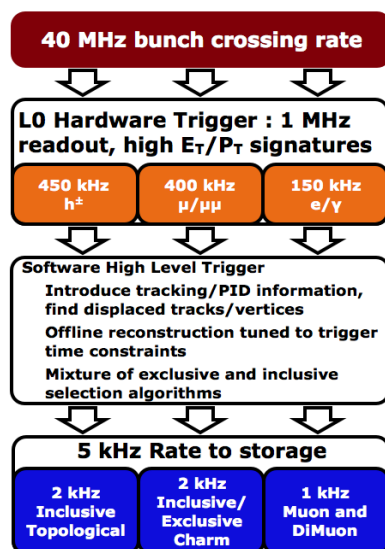 40 MHz bunch crossing rate
L0 Hardware Trigger : 1 MHz
readout, high E_T/P_T signatures
450 kHz
h±
400 kHz
μ/μμ
150 kHz
e/γ
Software High Level Trigger
Introduce tracking/PID information,
find displaced tracks/vertices
Offline reconstruction tuned to trigger
time constraints
Mixture of exclusive and inclusive
selection algorithms
5 kHz Rate to storage
2 kHz
Inclusive
Topological
2 kHz
Inclusive/
Exclusive
Charm
1 kHz
Muon and
DiMuon